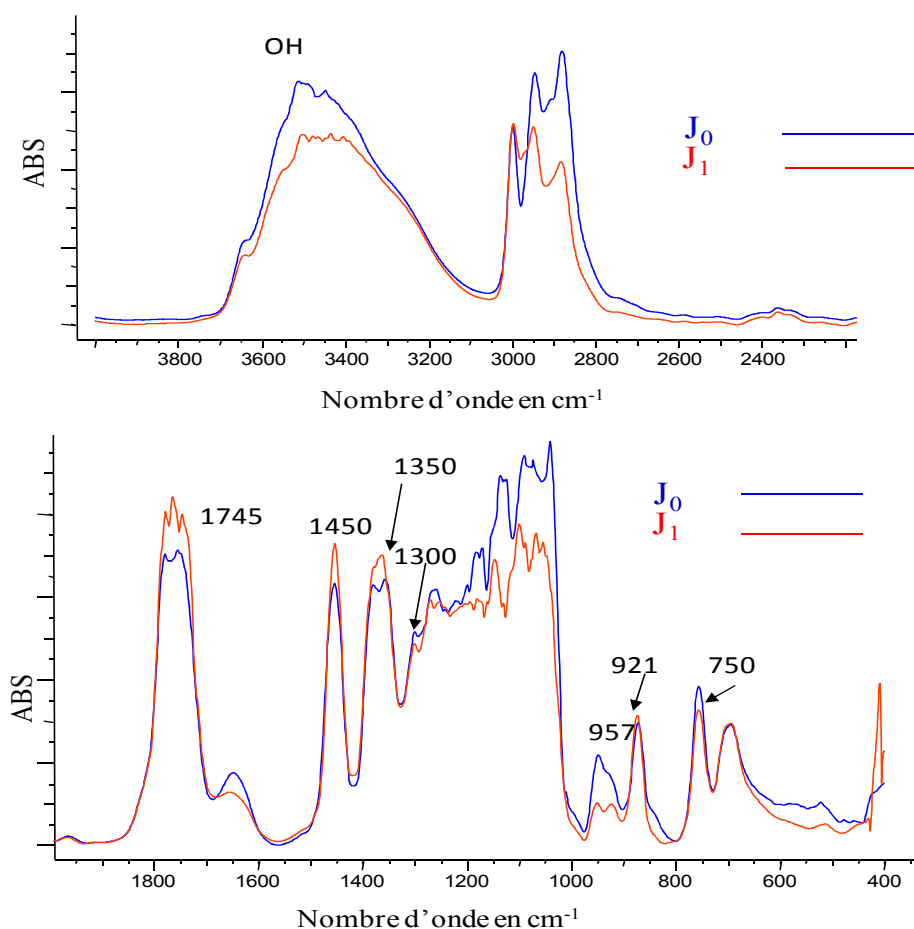 OH
ABS
J₀
J₁
3800 3600 3400 3200 3000 2800 2600 2400
Nombre d'onde en cm⁻¹
1350
1745
1450
1300
J₀
J₁
ABS
921
750
957
1800 1600 1400 1200 1000 800 600 400
Nombre d'onde en cm⁻¹